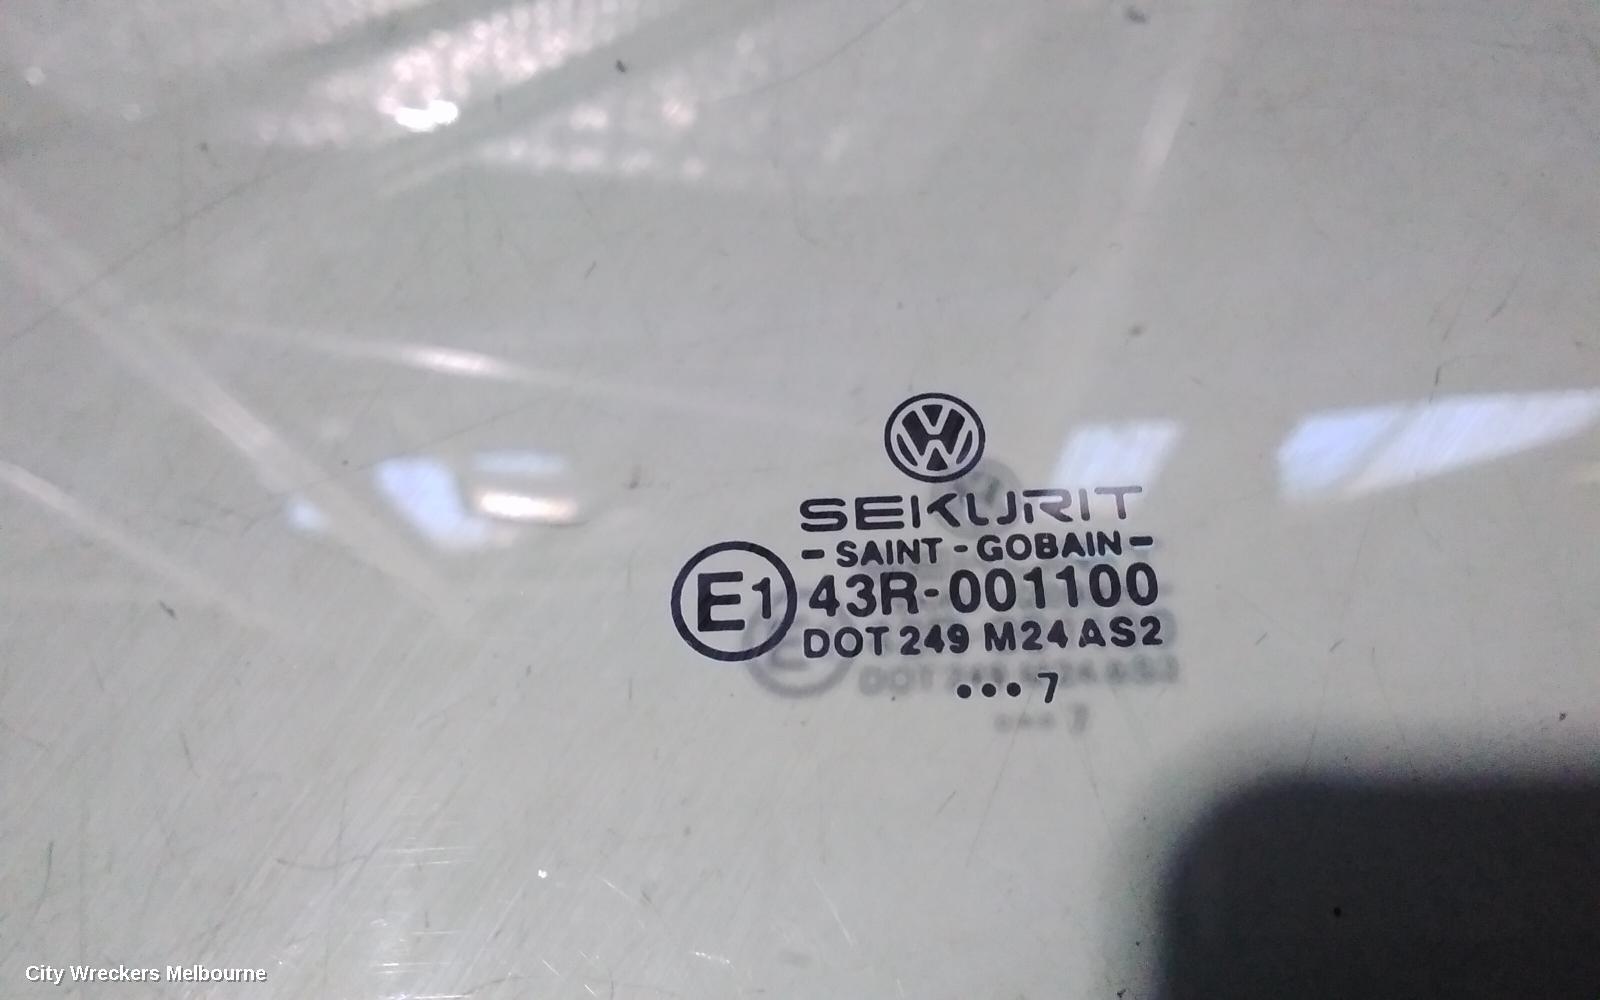 SEKURIT
- SAINT - GOBAIN -
E1 43R-001100
DOT 249 M24 AS2
••• 7
City Wreckers Melbourne